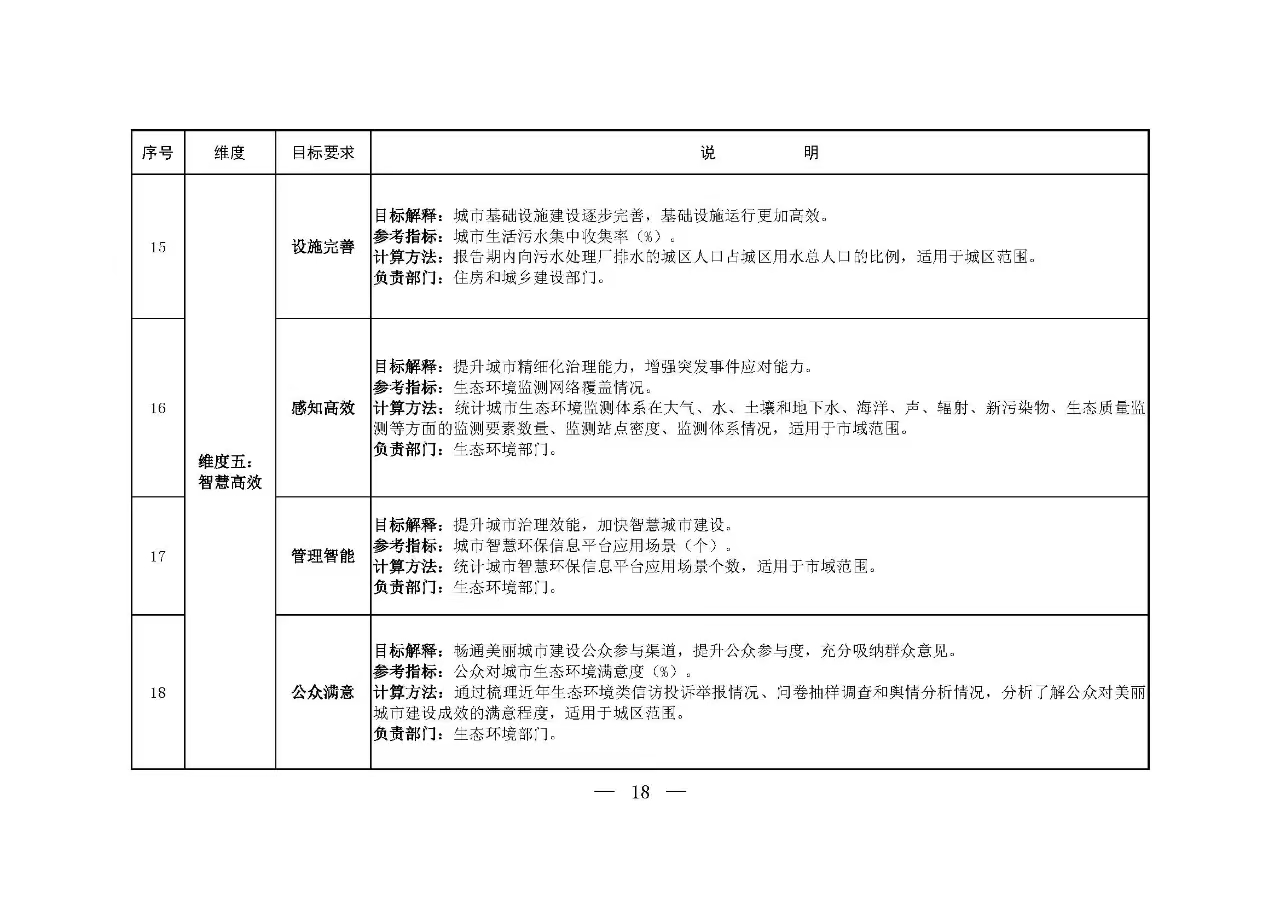 序号 维度 目标要求 说 明
15
设施完善
目标解释：城市基础设施建设逐步完善，基础设施运行更加高效。
参考指标：城市生活污水集中收集率（%）。
计算方法：报告期内向污水处理厂排水的城区人口占城区用水总人口的比例，适用于城区范围。
负责部门：住房和城乡建设部门。
维度五：
智慧高效
16
感知高效
目标解释：提升城市精细化治理能力，增强突发事件应对能力。
参考指标：生态环境监测网络覆盖情况。
计算方法：统计城市生态环境监测体系在大气、水、土壤和地下水、海洋、声、辐射、新污染物、生态质量监
测等方面的监测要素数量、监测站点密度、监测体系情况，适用于市域范围。
负责部门：生态环境部门。
17
管理智能
目标解释：提升城市治理效能，加快智慧城市建设。
参考指标：城市智慧环保信息平台应用场景（个）。
计算方法：统计城市智慧环保信息平台应用场景个数，适用于市域范围。
负责部门：生态环境部门。
18
公众满意
目标解释：畅通美丽城市建设公众参与渠道，提升公众参与度，充分吸纳群众意见。
参考指标：公众对城市生态环境满意度（%）。
计算方法：通过梳理近年生态环境类信访投诉举报情况、问卷抽样调查和舆情分析情况，分析了解公众对美丽
城市建设成效的满意程度，适用于城区范围。
负责部门：生态环境部门。
— 18 —